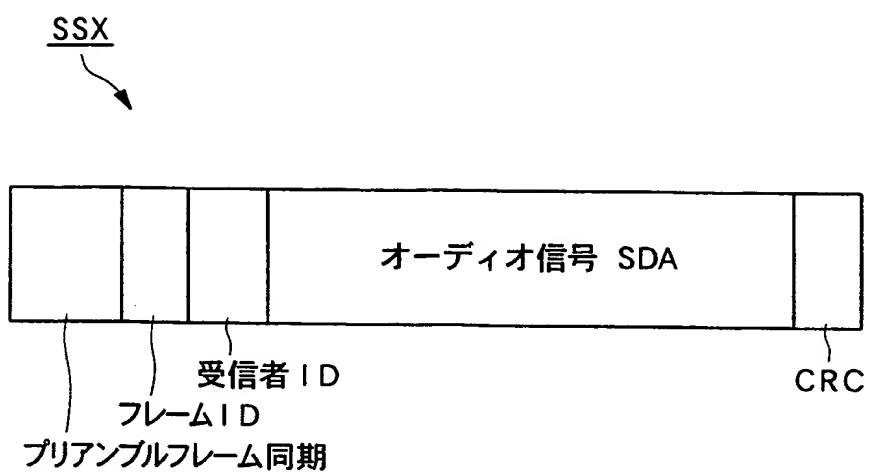 SSX
オーディオ信号 SDA
受信者ID
CRC
フレームID
プリアンブルフレーム同期